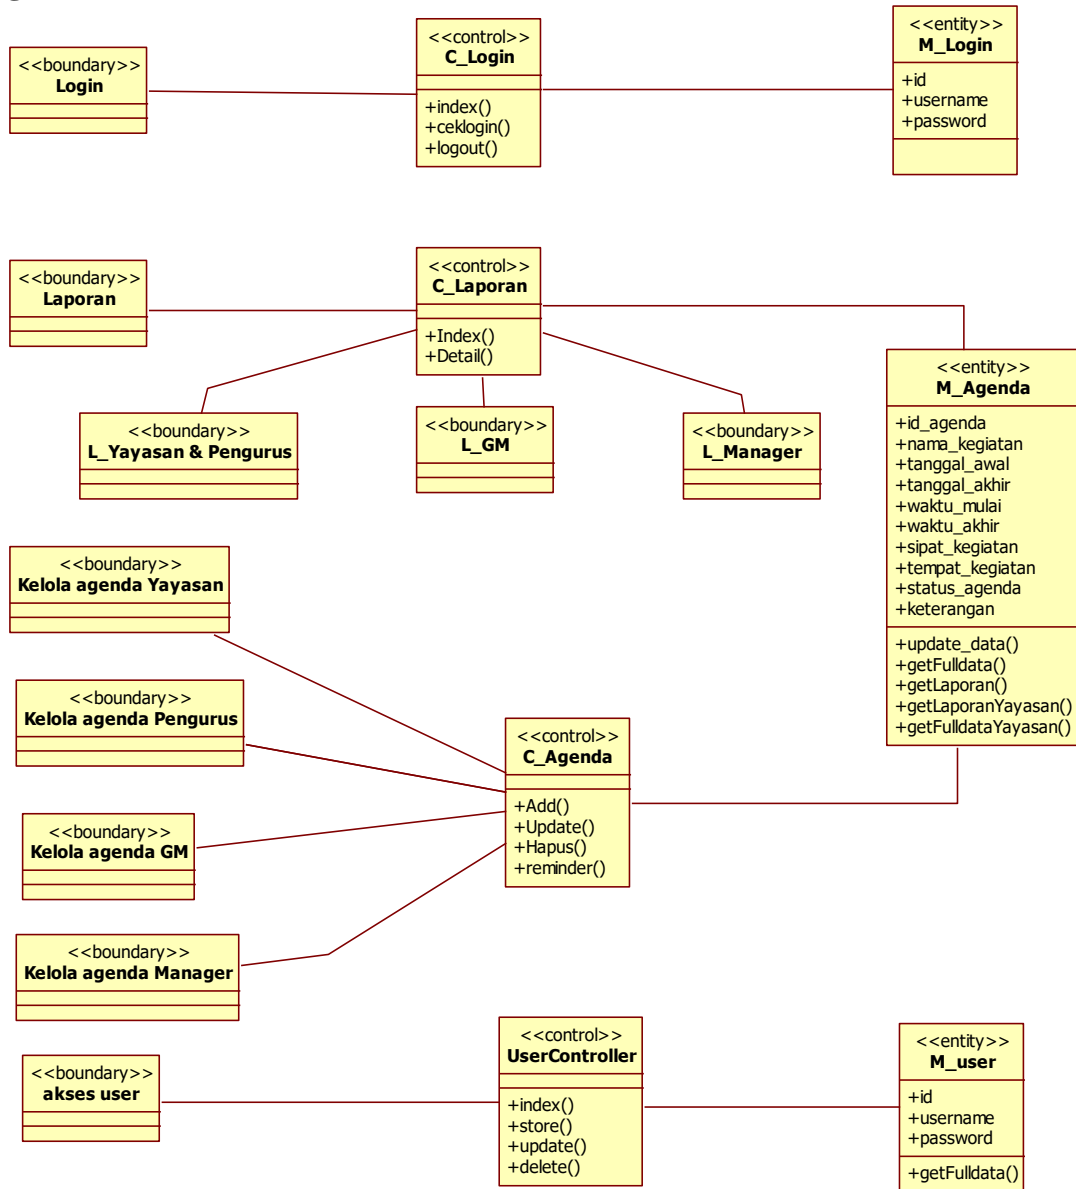 <<boundary>>
Login
<<control>>
C_Login
+index()
+ceklogin()
+logout()
<<entity>>
M_Login
+id
+username
+password
<<boundary>>
Laporan
<<control>>
C_Laporan
+Index()
+Detail()
<<boundary>>
L_Yayasan & Pengurus
<<boundary>>
L_GM
<<boundary>>
L_Manager
<<entity>>
M_Agenda
+id_agenda
+nama_kegiatan
+tanggal_awal
+tanggal_akhir
+waktu_mulai
+waktu_akhir
+sipat_kegiatan
+tempat_kegiatan
+status_agenda
+keterangan
+update_data()
+getFulldata()
+getLaporan()
+getLaporanYayasan()
+getFulldataYayasan()
<<boundary>>
Kelola agenda Yayasan
<<boundary>>
Kelola agenda Pengurus
<<boundary>>
Kelola agenda GM
<<boundary>>
Kelola agenda Manager
<<control>>
C_Agenda
+Add()
+Update()
+Hapus()
+reminder()
<<boundary>>
akses user
<<control>>
UserController
+index()
+store()
+update()
+delete()
<<entity>>
M_user
+id
+username
+password
+getFulldata()